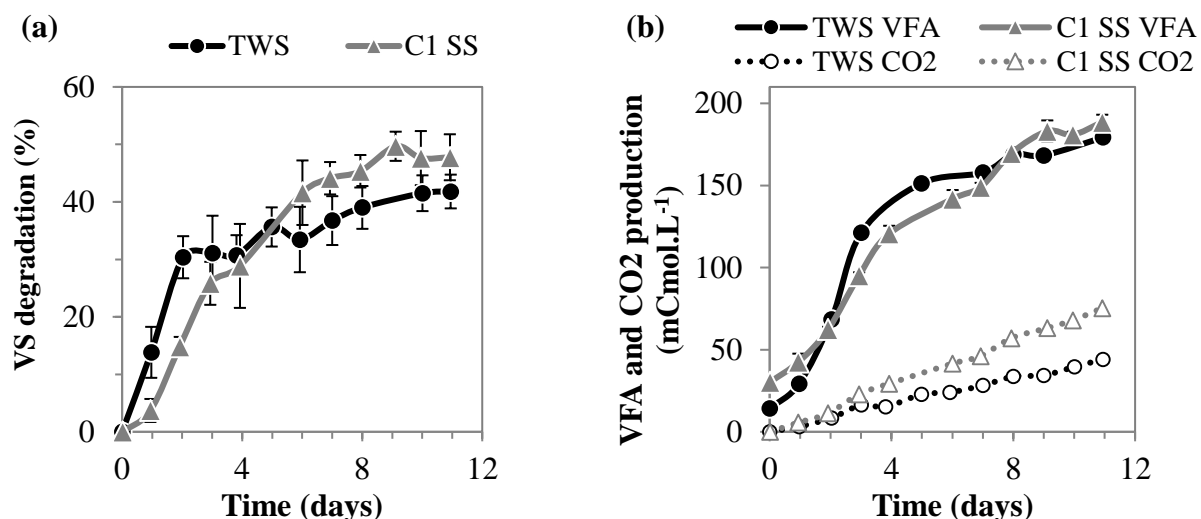 (a)
TWS C1 SS
VS degradation (%)
60
40
20
0
0 4 8 12
Time (days)
(b)
TWS VFA C1 SS VFA
TWS CO2 C1 SS CO2
VFA and CO2 production
(mCmol.L-1)
200
150
100
50
0
0 4 8 12
Time (days)